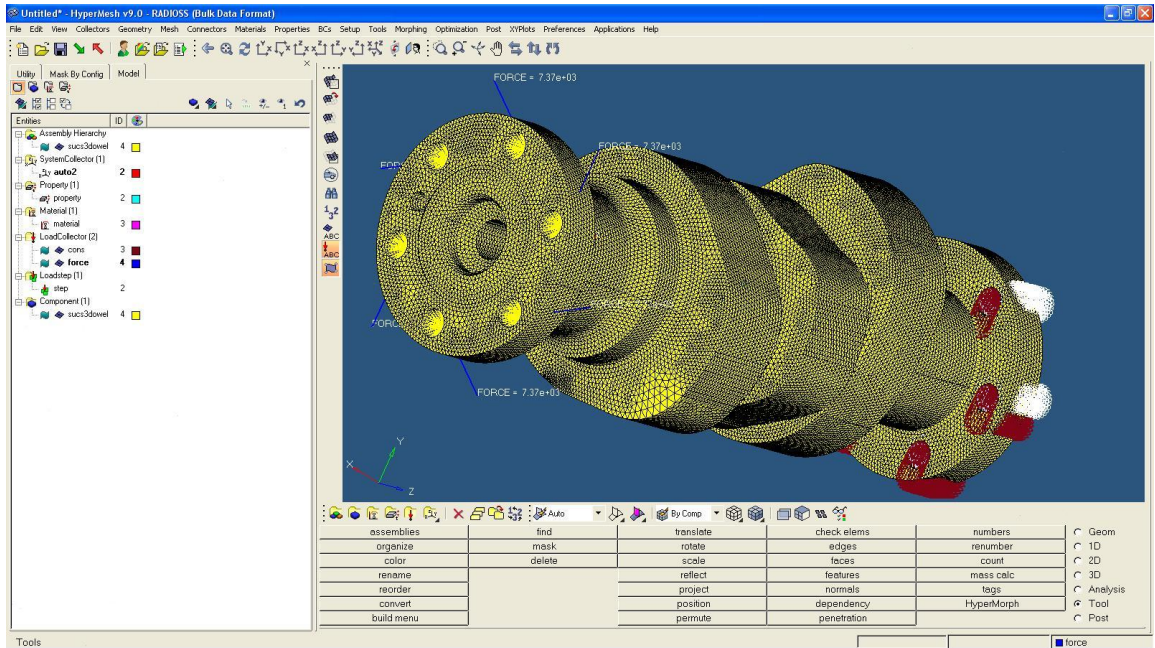 Untitled* - HyperMesh v9.0 - RADIOSS (Bulk Data Format)
File Edit View Collectors Geometry Mesh Connectors Materials Properties BCs Setup Tools Morphing Optimization Post XYPlots Preferences Applications Help
Utility Mask By Config Model
Entities ID
Assembly Hierarchy
sucs3dowel 4
SystemCollector (1)
auto2 2
Property (1)
property 2
Material (1)
material 3
LoadCollector (2)
cons 3
force 4
Loadstep (1)
step 2
Component (1)
sucs3dowel 4
1 2 3
ABC
ABC
FORCE = 7.37e+03
FORCE = 7.37e+03
FORCE = 7.37e+03
X Y Z
Auto By Comp
assemblies find translate check elems numbers Geom
organize mask rotate edges renumber 1D
color delete scale faces count 2D
rename reflect features mass calc 3D
reorder project normals tags Analysis
convert position dependency HyperMorph Tool
build menu permute penetration Post
Tools force